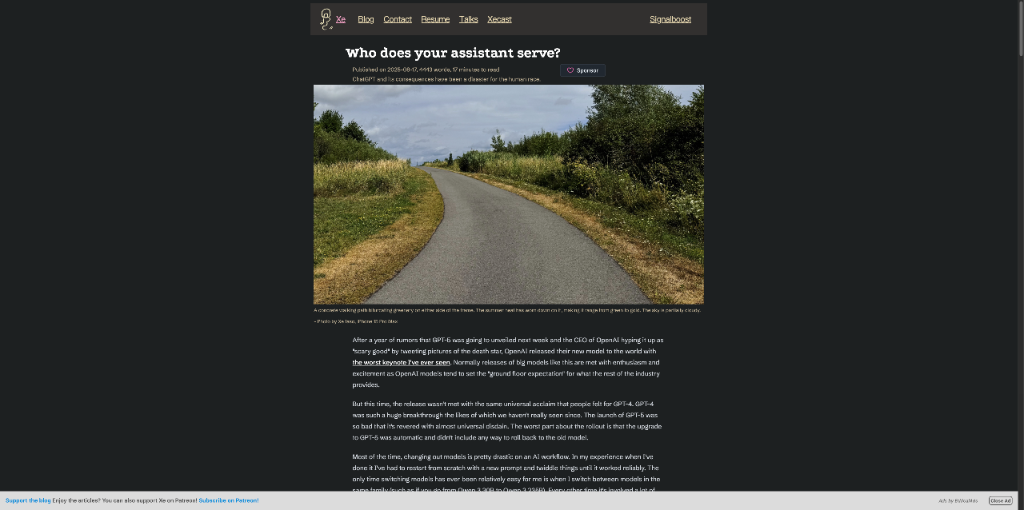 Xe Blog Contact Resume Talks Xecast Signalboost
Who does your assistant serve?
Published on 2025-08-17, 4443 words, 17 minutes to read
Sponsor
ChatGPT and its consequences have been a disaster for the human race.
A concrete walking path bifurcating greenery on either side of the frame. The summer heat has worn down on it, making it range from green to gold. The sky is partially cloudy.
- Photo by Xe Iaso, iPhone 15 Pro Max
After a year of rumors that GPT-5 was going to unveiled next week and the CEO of OpenAI hyping it up as
"scary good" by tweeting pictures of the death star, OpenAI released their new model to the world with
the worst keynote I've ever seen. Normally releases of big models like this are met with enthusiasm and
excitement as OpenAI models tend to set the "ground floor expectation" for what the rest of the industry
provides.
But this time, the release wasn't met with the same universal acclaim that people felt for GPT-4. GPT-4
was such a huge breakthrough the likes of which we haven't really seen since. The launch of GPT-5 was
so bad that it's revered with almost universal disdain. The worst part about the rollout is that the upgrade
to GPT-5 was automatic and didn't include any way to roll back to the old model.
Most of the time, changing out models is pretty drastic on an AI workflow. In my experience when I've
done it I've had to restart from scratch with a new prompt and twiddle things until it worked reliably. The
only time switching models has ever been relatively easy for me is when I switch between models in the
same family (such as if you go from Qwen 3 30B to Qwen 3 235B). Every other time it's involved a lot of
Support the blog Enjoy the articles? You can also support Xe on Patreon! Subscribe on Patreon!
Ads by EthicalAds
Close Ad